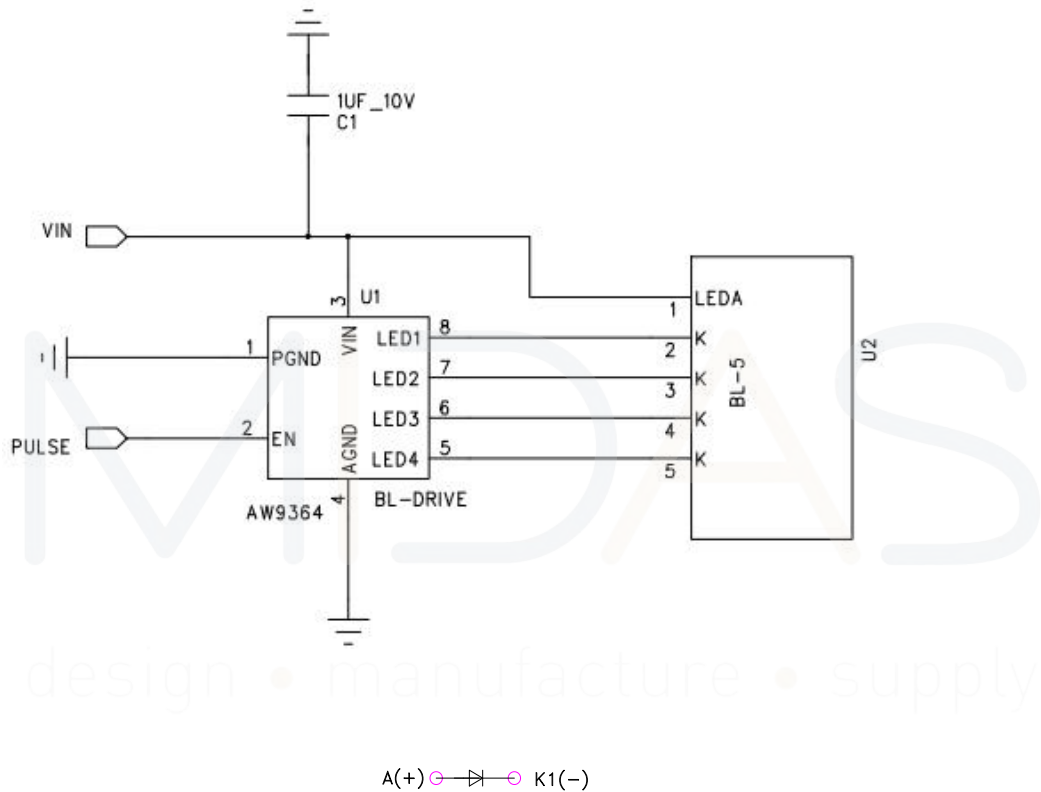 1UF_10V
C1
VIN
3
U1
LEDA
1
VIN
LED1
8
K
2
1
PGND
LED2
7
K
3
BL-5
U2
LED3
6
K
4
2
EN
AGND
LED4
5
K
5
PULSE
4
BL-DRIVE
AW9364
MIDAS
design • manufacture • supply
A(+)
K1(-)